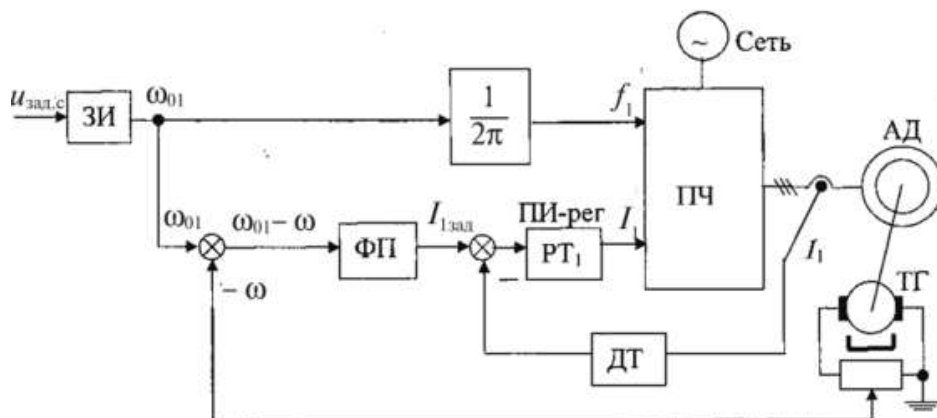 ~
Сеть
u зад.с
ЗИ
ω01
1
2π
f1
ПЧ
АД
ω01
ω01 – ω
– ω
ФП
I1зад
–
ПИ-рег
РТ1
I1
I1
ДТ
ТГ